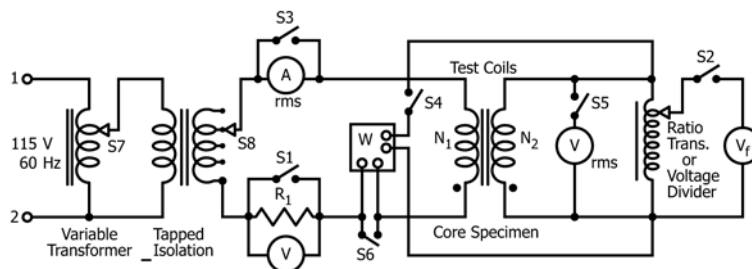 S3
1
A
rms
Test Coils
S2
S4
115 V
60 Hz
S7
S8
S5
W
N1
N2
V
rms
Ratio
Trans.
or
Voltage
Divider
Vf
S1
R1
2
V
S6
Core Specimen
Variable
Transformer
Tapped
_Isolation